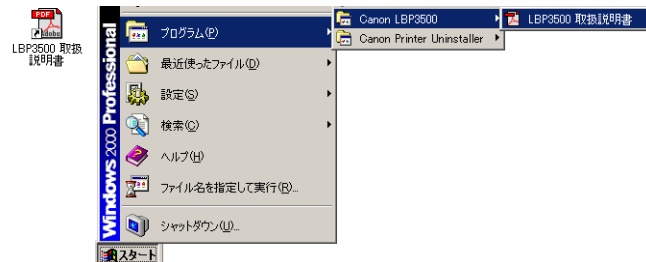 PDF
Adobe
LBP3500 取扱
説明書
Windows 2000 Professional
プログラム(P)
最近使ったファイル(D)
設定(S)
検索(C)
ヘルプ(H)
ファイル名を指定して実行(R)...
シャットダウン(U)...
スタート
Canon LBP3500
Canon Printer Uninstaller
LBP3500 取扱説明書